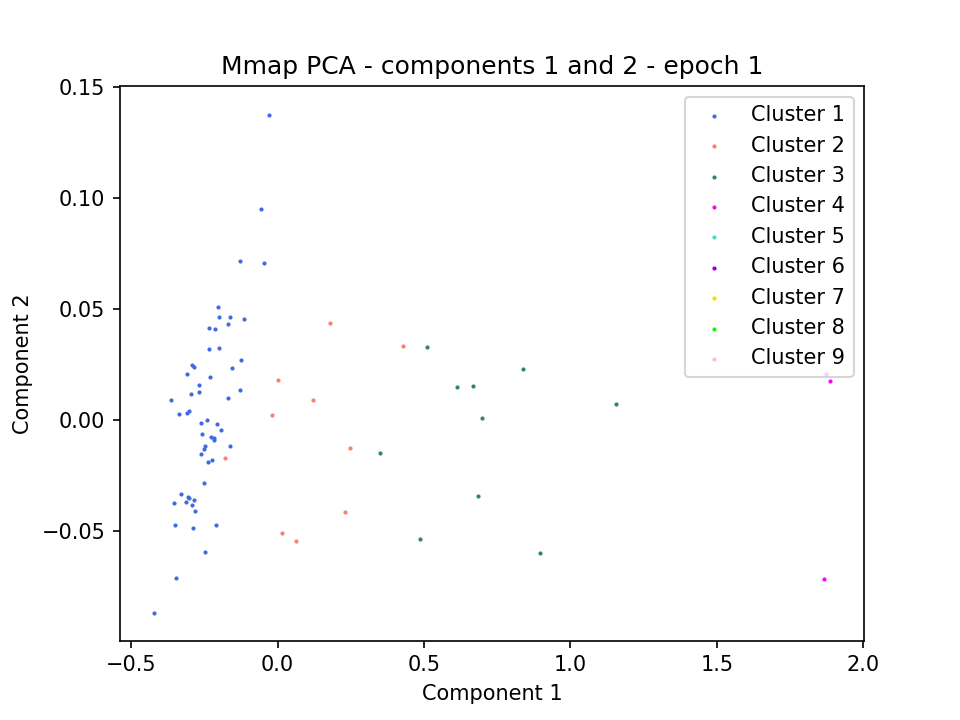 Mmap PCA - components 1 and 2 - epoch 1
0.15
0.10
0.05
0.00
−0.05
Component 2
−0.5
0.0
0.5
1.0
1.5
2.0
Component 1
Cluster 1
Cluster 2
Cluster 3
Cluster 4
Cluster 5
Cluster 6
Cluster 7
Cluster 8
Cluster 9